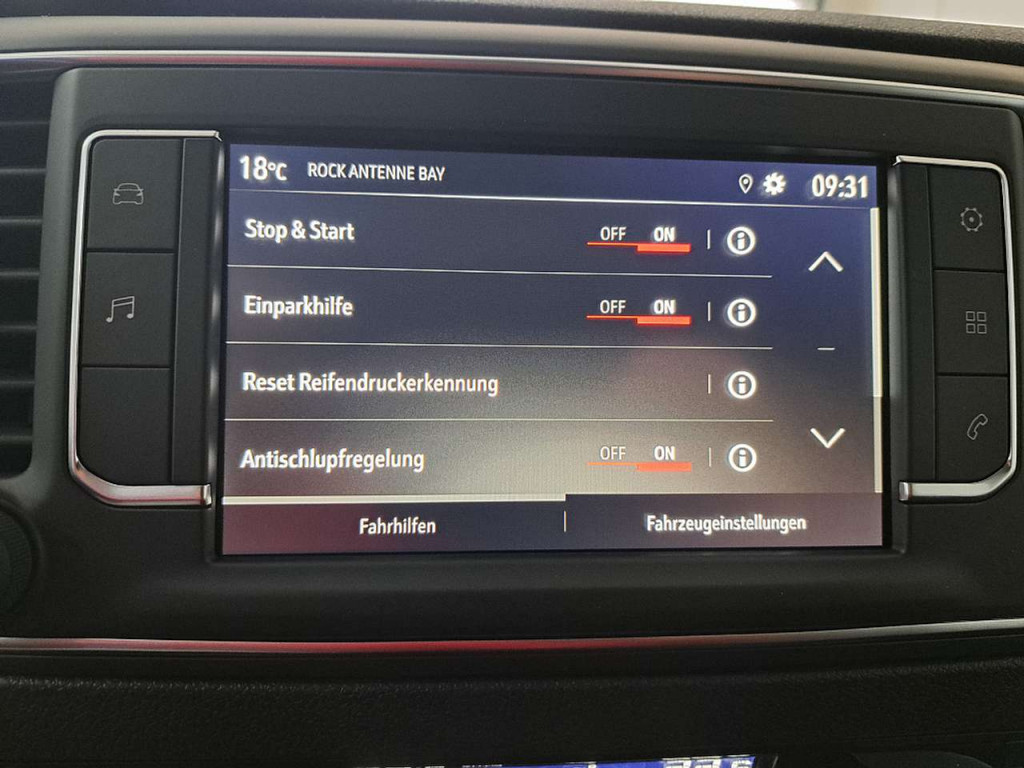 18°C ROCK ANTENNE BAY 09:31
Stop & Start OFF ON
Einparkhilfe OFF ON
Reset Reifendruckerkennung
Antischlupfregelung OFF ON
Fahrhilfen Fahrzeugeinstellungen